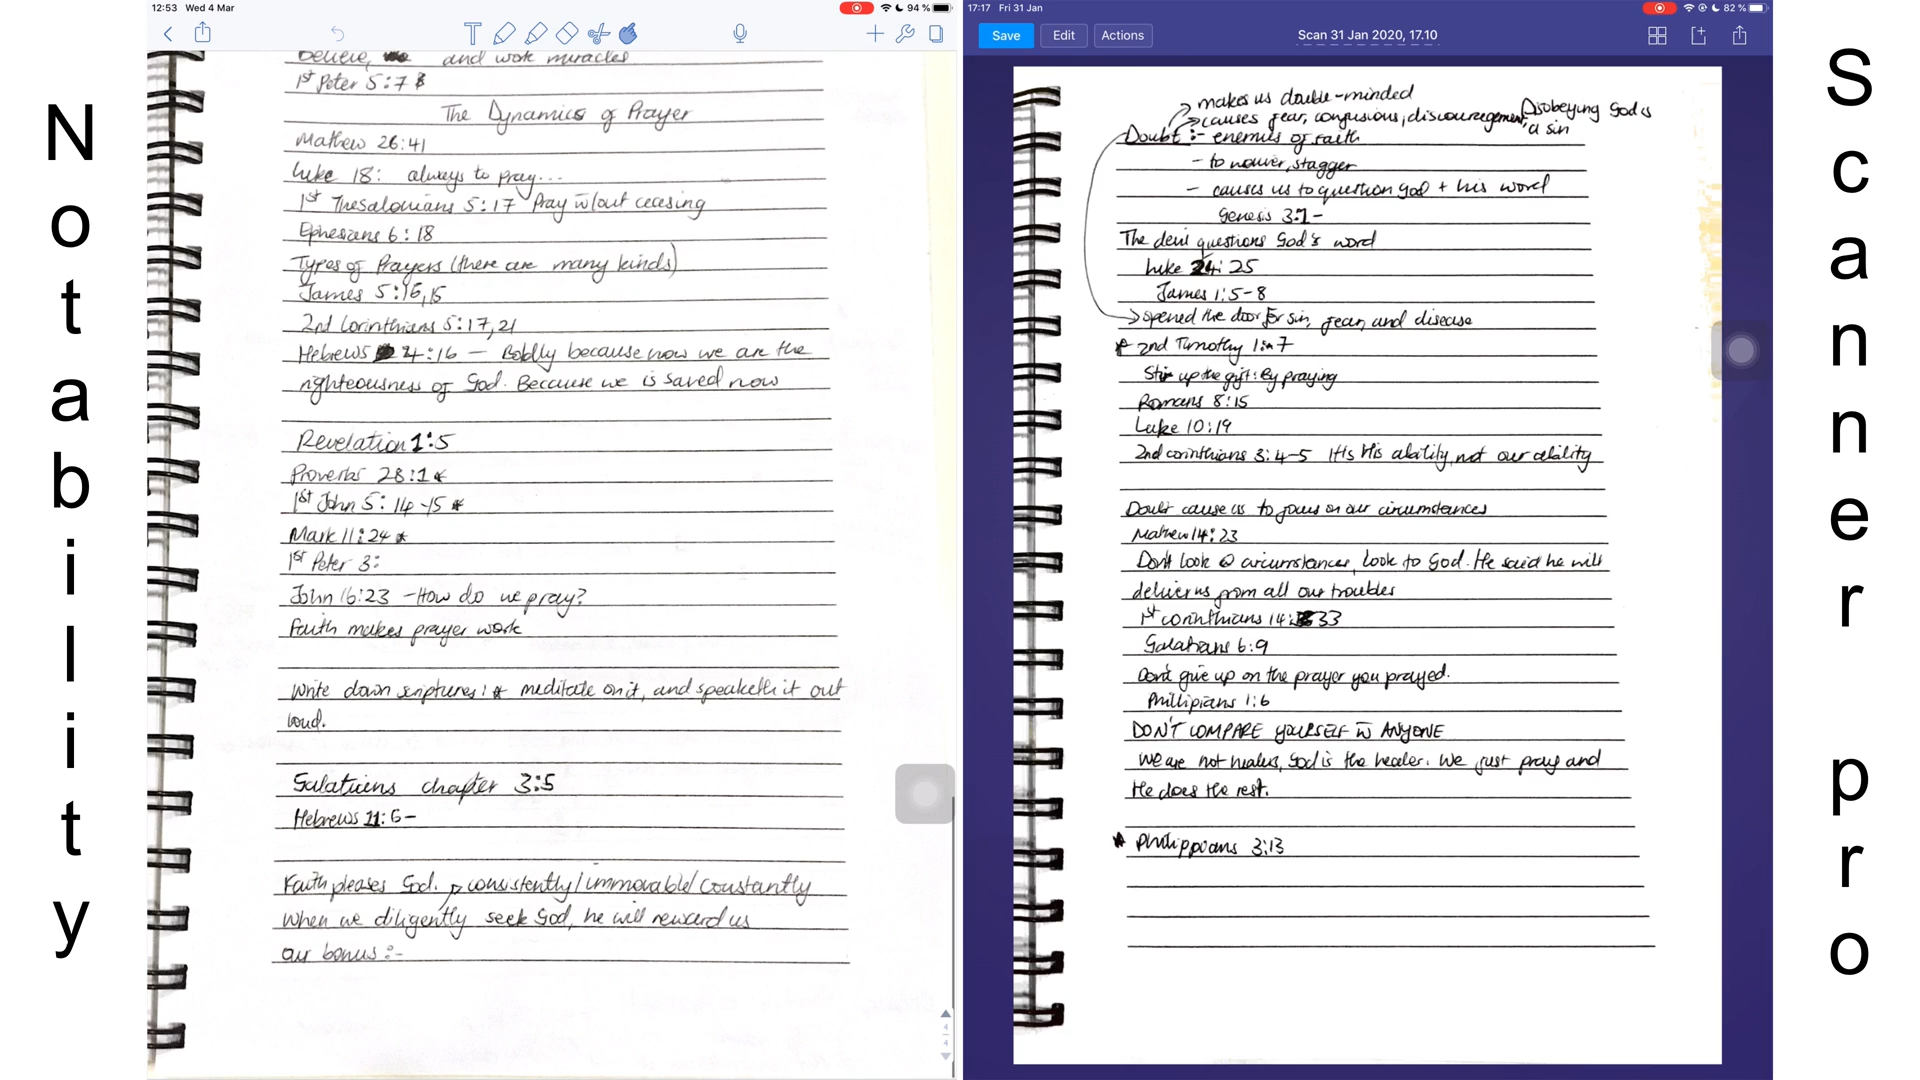 Notability
12:53 Wed 4 Mar
94 %
believe, and work miracles
1st Peter 5:7
The Dynamics of Prayer
Mathew 26:41
Luke 18: always to pray...
1st Thesalonians 5:17 Pray w/out cecesing
Ephesians 6:18
Types of Prayers (there are many kinds)
James 5:16,15
2nd Corinthians 5:17,21
Hebrews 4:16 - Boldly because now we are the
righteousness of God. Because we is saved now
Revelation 1:5
Proverbs 28:1 *
1st John 5: 14-15 *
Mark 11:24 *
1st Peter 3:
John 16:23 -How do we pray?
Faith makes prayer work
Write down scriptures: * meditate on it, and speaketh it out
loud.
Galatians chapter 3:5
Hebrews 11:6-
Faith pleases God. consistently/immovable/constantly
When we diligently seek God, he will reward us
our bonus:-
4
4
17:17 Fri 31 Jan
82 %
Save Edit Actions Scan 31 Jan 2020, 17.10
makes us double-minded
causes fear, confusions, discouragement, Disobeying God is
a sin
Doubt :- enemies of faith
- to waver, stagger
- causes us to question God + his word
Genesis 3:1-
The devil questions God's word
Luke 24:25
James 1:5-8
opened the door for sin, fear, and disease
* 2nd Timothy 1: 7
Stir up the gift: By praying
Romans 8:15
Luke 10:19
2nd corinthians 3:4-5 It's His ability, not our ability
Doubt cause us to focus on our circumstances
Mathew 14:23
Don't look @ circumstances, look to God. He said he will
deliver us from all our troubles
1st corinthians 14: 33
Galatians 6:9
Don't give up on the prayer you prayed.
Phillipians 1:6
DON'T COMPARE YOURSELF W ANYONE
We are not healers, God is the healer. We just pray and
He does the rest.
* Philippians 3:13
Scanner pro